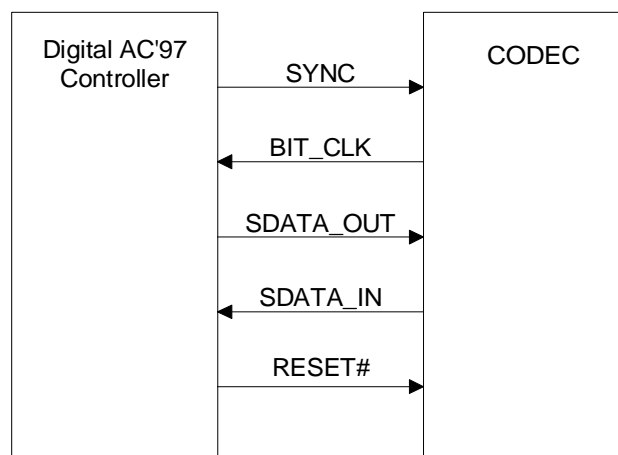 Digital AC'97
Controller
CODEC
SYNC
BIT_CLK
SDATA_OUT
SDATA_IN
RESET#